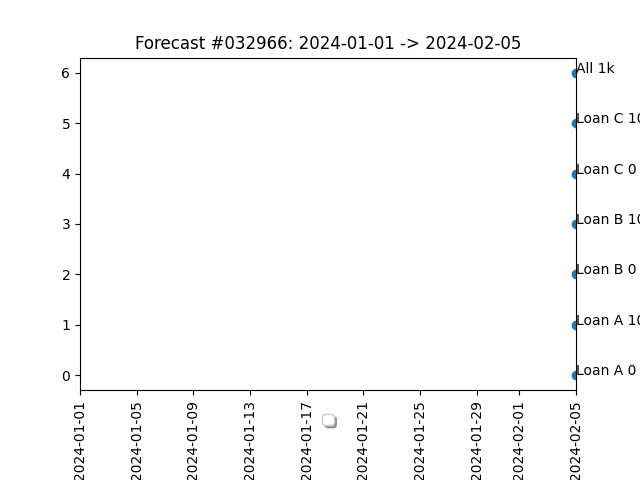 Forecast #032966: 2024-01-01 -> 2024-02-05
6
All 1k
5
Loan C 10
4
Loan C 0
3
Loan B 10
2
Loan B 0
1
Loan A 10
0
Loan A 0
2024-01-01
2024-01-05
2024-01-09
2024-01-13
2024-01-17
2024-01-21
2024-01-25
2024-01-29
2024-02-01
2024-02-05